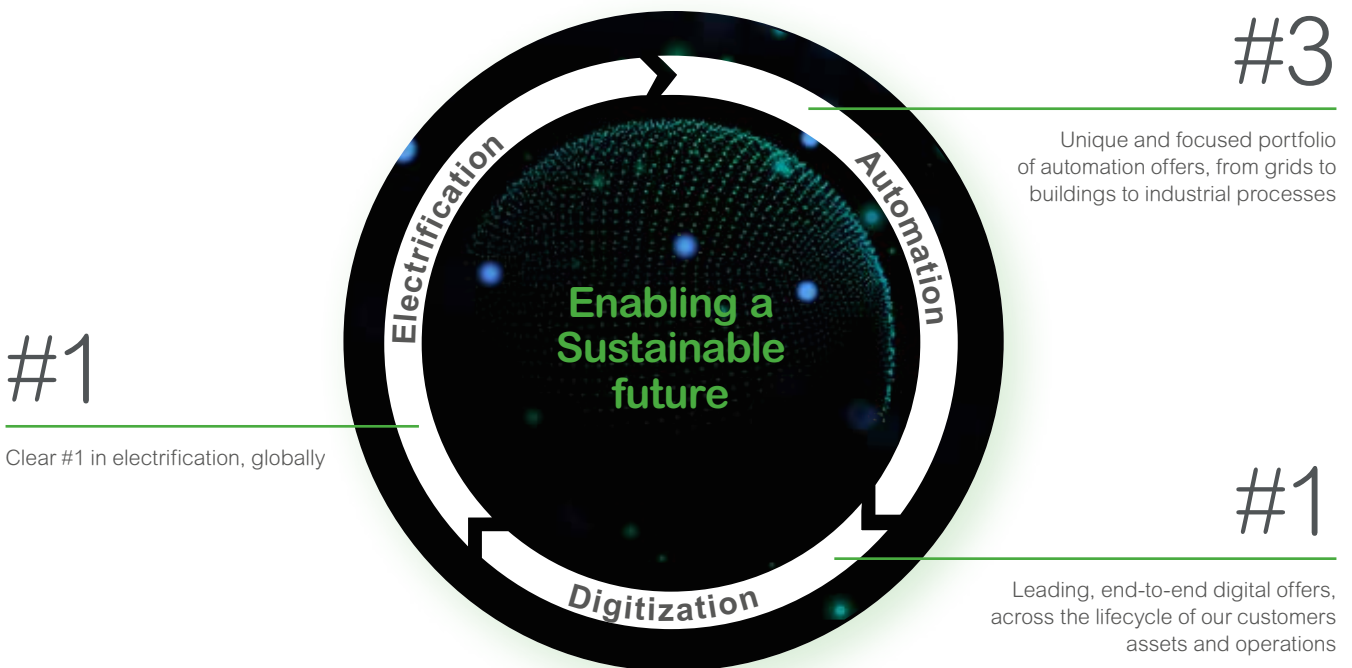 #3
Unique and focused portfolio
of automation offers, from grids to
buildings to industrial processes
Electrification
Automation
Enabling a
Sustainable
future
#1
Clear #1 in electrification, globally
#1
Leading, end-to-end digital offers,
across the lifecycle of our customers
assets and operations
Digitization